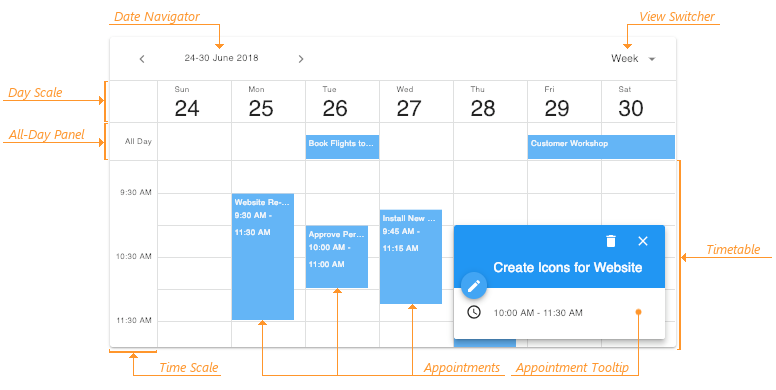 Date Navigator
View Switcher
24-30 June 2018
Week
Day Scale
Sun
Mon
Tue
Wed
Thu
Fri
Sat
24
25
26
27
28
29
30
All-Day Panel
All Day
Book Flights to...
Customer Workshop
9:30 AM
Website Re-...
9:30 AM -
11:30 AM
Install New ...
9:45 AM -
11:15 AM
Approve Per...
10:00 AM -
11:00 AM
10:30 AM
Timetable
Create Icons for Website
10:00 AM - 11:30 AM
11:30 AM
Time Scale
Appointments
Appointment Tooltip